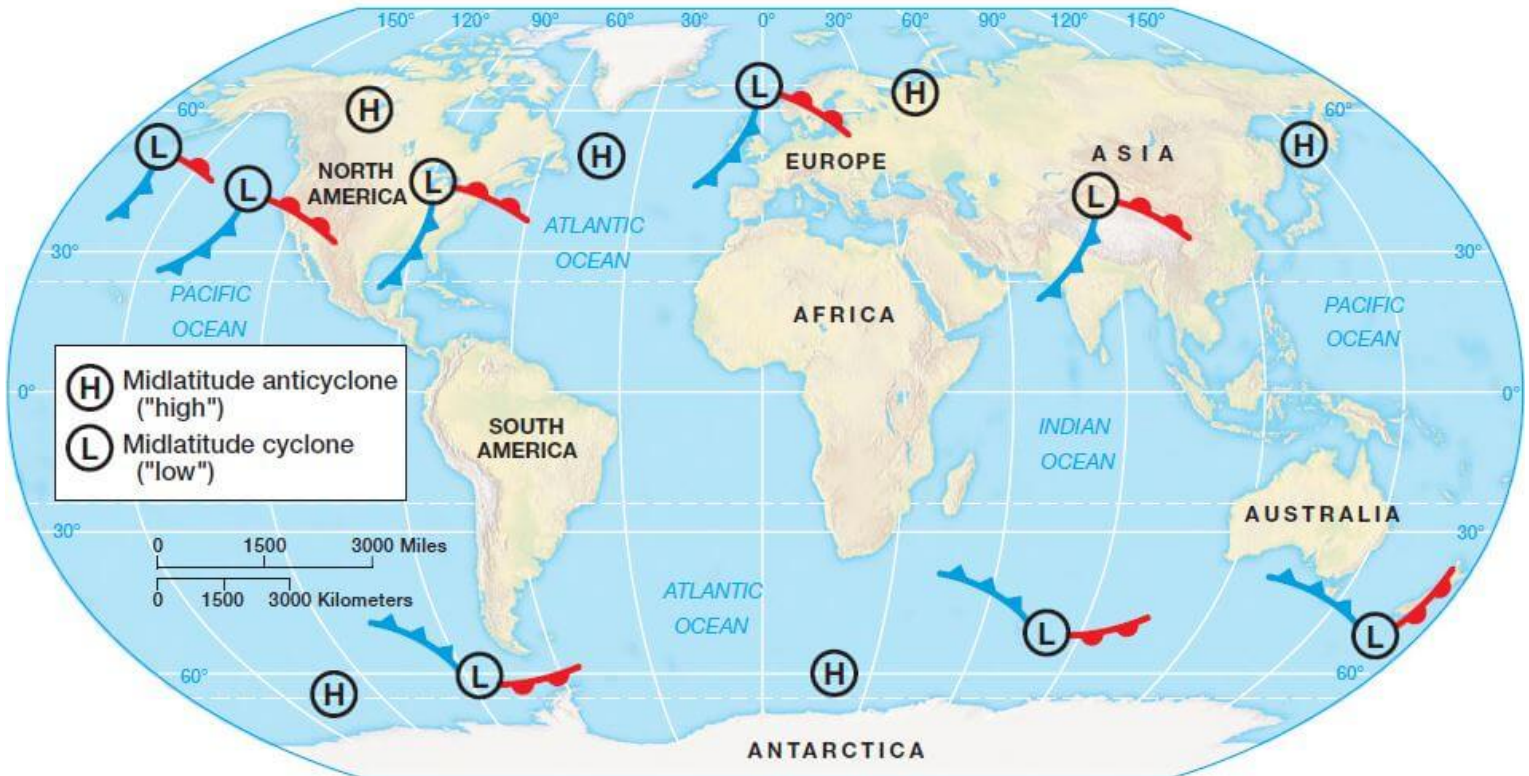 150° 120° 90° 60° 30° 0° 30° 60° 90° 120° 150°
L
H
60°
H
60°
L
H
H
NORTH
AMERICA
EUROPE
ASIA
L
L
L
ATLANTIC
OCEAN
30°
30°
PACIFIC
OCEAN
AFRICA
PACIFIC
OCEAN
H Midlatitude anticyclone
("high")
L Midlatitude cyclone
("low")
0°
0°
SOUTH
AMERICA
INDIAN
OCEAN
AUSTRALIA
30°
30°
0 1500 3000 Miles
0 1500 3000 Kilometers
ATLANTIC
OCEAN
L
L
60°
L
H
60°
H
ANTARCTICA